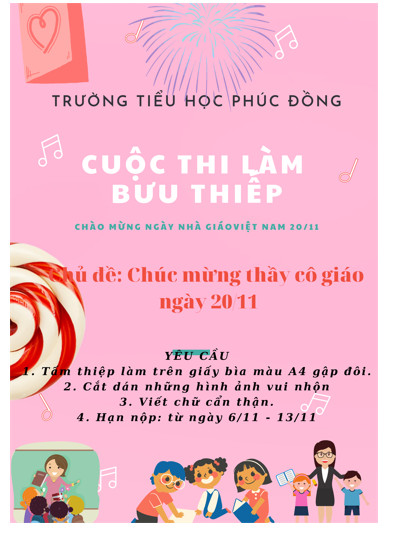 TRƯỜNG TIỂU HỌC PHÚC ĐỒNG
CUỘC THI LÀM
BƯU THIẾP
CHÀO MỪNG NGÀY NHÀ GIÁOVIỆT NAM 20/11
Chủ đề: Chúc mừng thầy cô giáo
ngày 20/11
YÊU CẦU
1. Tấm thiệp làm trên giấy bìa màu A4 gập đôi.
2. Cắt dán những hình ảnh vui nhộn
3. Viết chữ cẩn thận.
4. Hạn nộp: từ ngày 6/11 - 13/11